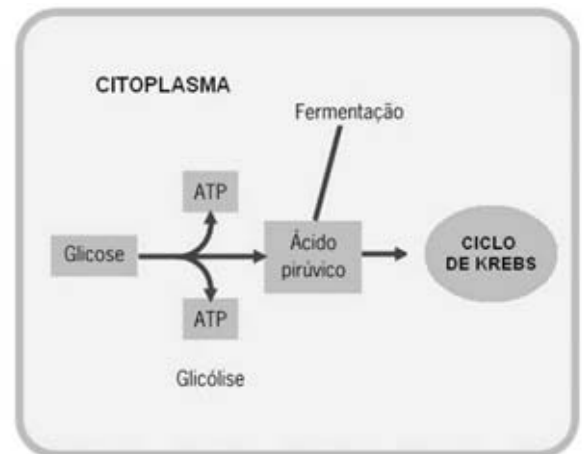 CITOPLASMA
Fermentação
ATP
Glicose
Ácido
pirúvico
CICLO
DE KREBS
ATP
Glicólise